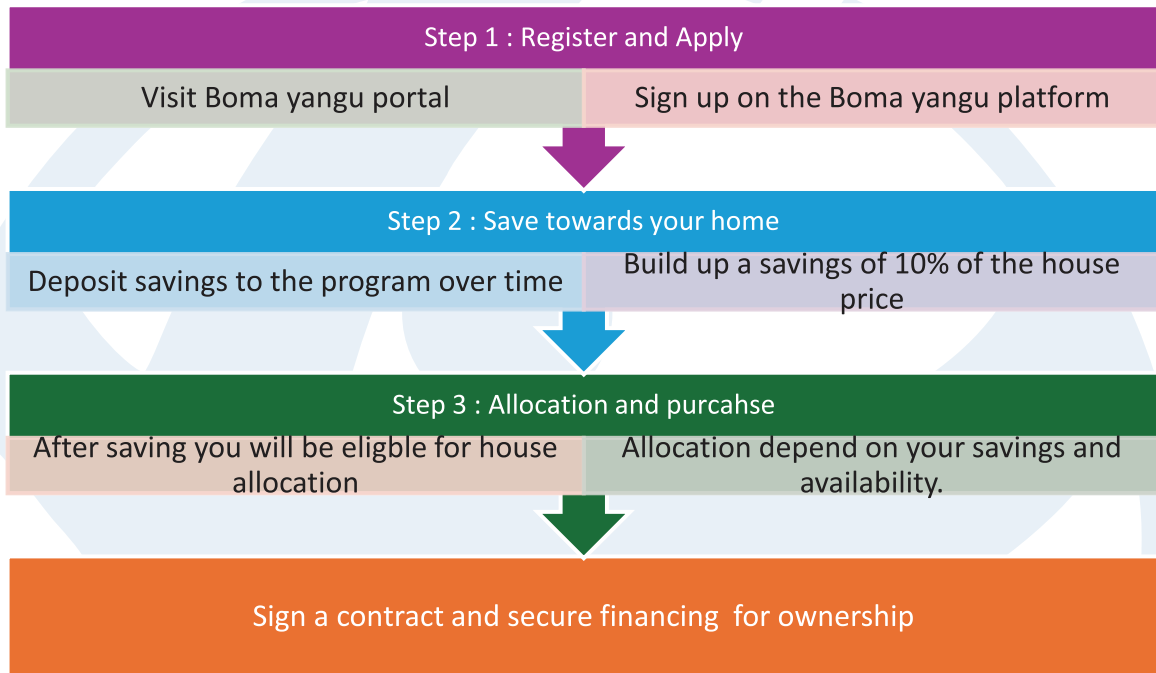 Step 1 : Register and Apply
Visit Boma yangu portal
Sign up on the Boma yangu platform
Step 2 : Save towards your home
Deposit savings to the program over time
Build up a savings of 10% of the house
price
Step 3 : Allocation and purcahse
After saving you will be eligble for house
allocation
Allocation depend on your savings and
availability.
Sign a contract and secure financing  for ownership